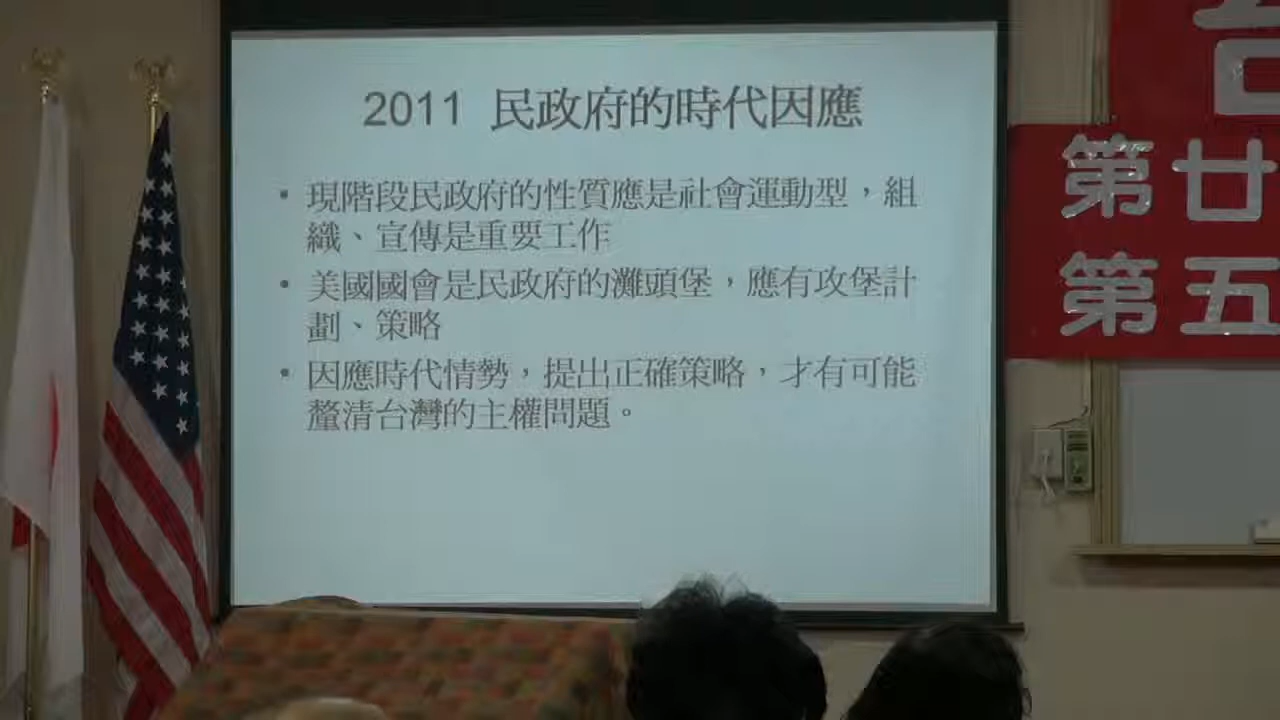 2011 民政府的時代因應
• 現階段民政府的性質應是社會運動型，組
織、宣傳是重要工作
• 美國國會是民政府的灘頭堡，應有攻堡計
劃、策略
• 因應時代情勢，提出正確策略，才有可能
釐清台灣的主權問題。
第廿
第五